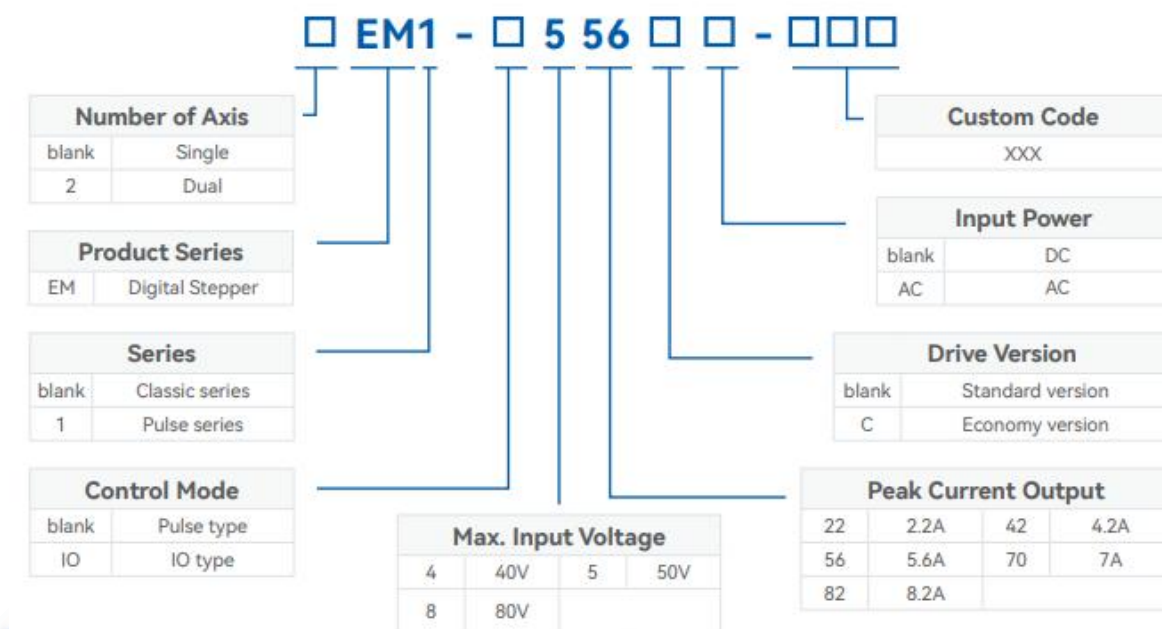 □ EM1 - □ 5 56 □ □ - □□□
Number of Axis
blank Single
2 Dual
Product Series
EM Digital Stepper
Series
blank Classic series
1 Pulse series
Control Mode
blank Pulse type
IO IO type
Max. Input Voltage
4 40V 5 50V
8 80V
Custom Code
XXX
Input Power
blank DC
AC AC
Drive Version
blank Standard version
C Economy version
Peak Current Output
22 2.2A 42 4.2A
56 5.6A 70 7A
82 8.2A